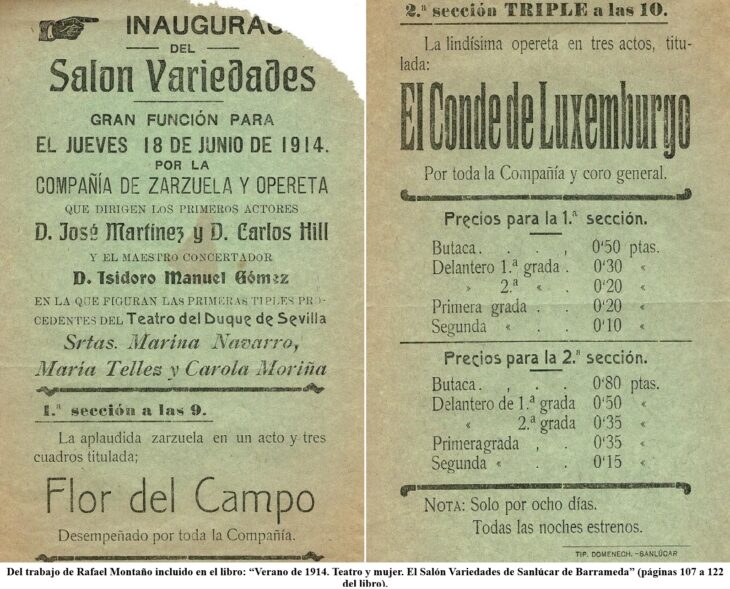 INAUGURAC
DEL
Salon Variedades
GRAN FUNCIÓN PARA
EL JUEVES 18 DE JUNIO DE 1914.
POR LA
COMPAÑÍA DE ZARZUELA Y OPERETA
QUE DIRIGEN LOS PRIMEROS ACTORES
D. José Martínez y D. Carlos Hill
Y EL MAESTRO CONCERTADOR
D. Isidoro Manuel Gómez
EN LA QUE FIGURAN LAS PRIMERAS TIPLES PRO-
CEDENTES DEL Teatro del Duque de Sevilla
Srtas. Marina Navarro,
María Tellez y Carola Moriña
1.ª sección a las 9.
La aplaudida zarzuela en un acto y tres
cuadros titulada;
Flor del Campo
Desempeñado por toda la Compañía.
2.ª sección TRIPLE a las 10.
La lindísima opereta en tres actos, titu-
lada:
El Conde de Luxemburgo
Por toda la Compañía y coro general.
Precios para la 1.ª sección.
Butaca. . . , 0'50 ptas.
Delantero 1.ª grada . 0'30 «
» 2.ª « . 0'20 «
Primera grada . . 0'20 «
Segunda « . . 0'10 «
Precios para la 2.ª sección.
Butaca. , . . 0'80 ptas.
Delantero de 1.ª grada 0'50 «
« 2.ª grada 0'35 «
Primeragrada , . 0'35 «
Segunda « . . 0'15 «
NOTA: Solo por ocho días.
Todas las noches estrenos.
TIP. DOMENECH. -SANLÚCAR
Del trabajo de Rafael Montaño incluido en el libro: “Verano de 1914. Teatro y mujer. El Salón Variedades de Sanlúcar de Barrameda” (páginas 107 a 122
del libro).